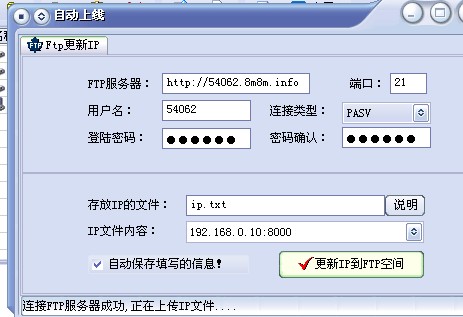 自动上线
Ftp更新IP
FTP服务器： http://54062.8m8m.info 端口： 21
用户名： 54062 连接类型： PASV
登陆密码： ●●●●●● 密码确认： ●●●●●●
存放IP的文件： ip.txt 说明
IP文件内容： 192.168.0.10:8000
自动保存填写的信息! 更新IP到FTP空间
连接FTP服务器成功,正在上传IP文件....